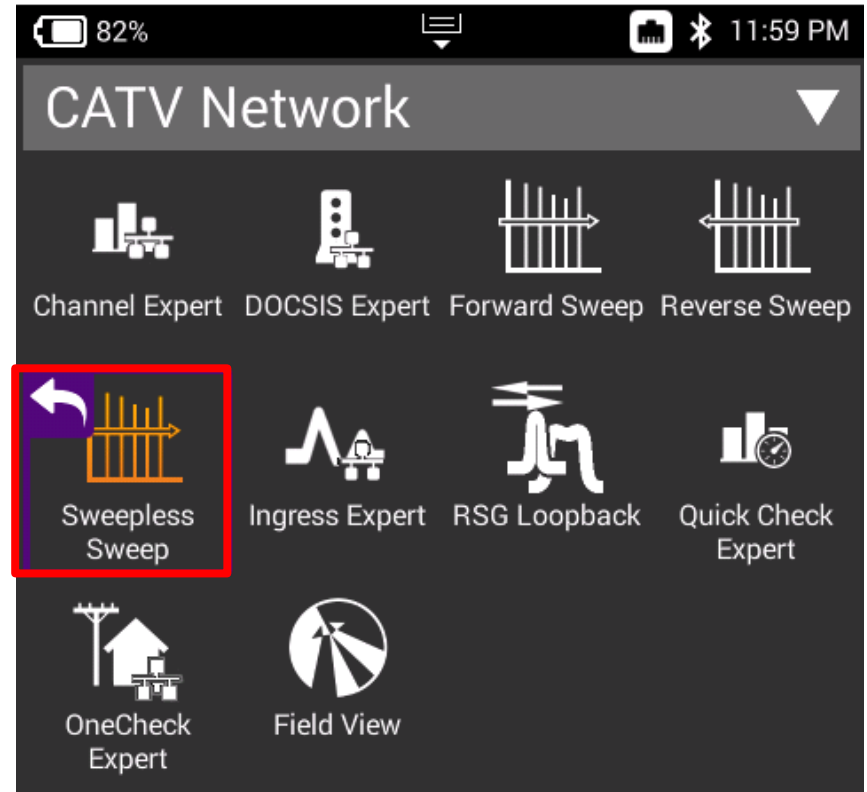 82%
11:59 PM
CATV Network
Channel Expert
DOCSIS Expert
Forward Sweep
Reverse Sweep
Sweepless
Sweep
Ingress Expert
RSG Loopback
Quick Check
Expert
OneCheck
Expert
Field View